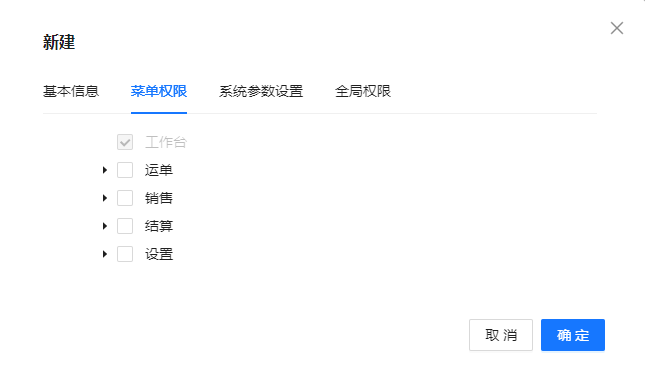 新建
基本信息 菜单权限 系统参数设置 全局权限
工作台
运单
销售
结算
设置
取 消 确 定